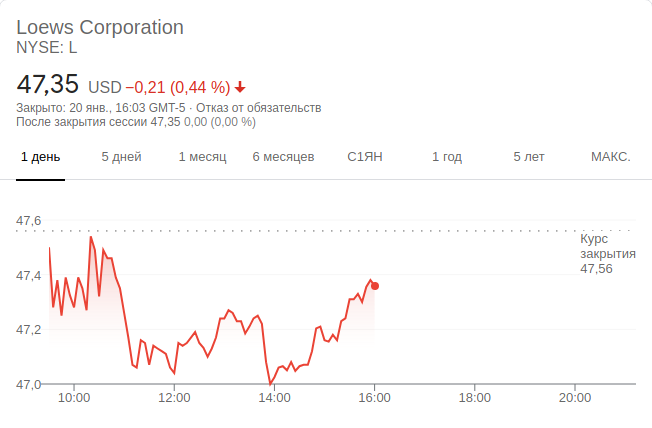 Loews Corporation
NYSE: L
47,35 USD −0,21 (0,44 %)
Закрыто: 20 янв., 16:03 GMT-5 · Отказ от обязательств
После закрытия сессии 47,35 0,00 (0,00 %)
1 день 5 дней 1 месяц 6 месяцев С1ЯН 1 год 5 лет МАКС.
47,6
Курс
закрытия
47,56
47,4
47,2
47,0
10:00 12:00 14:00 16:00 18:00 20:00